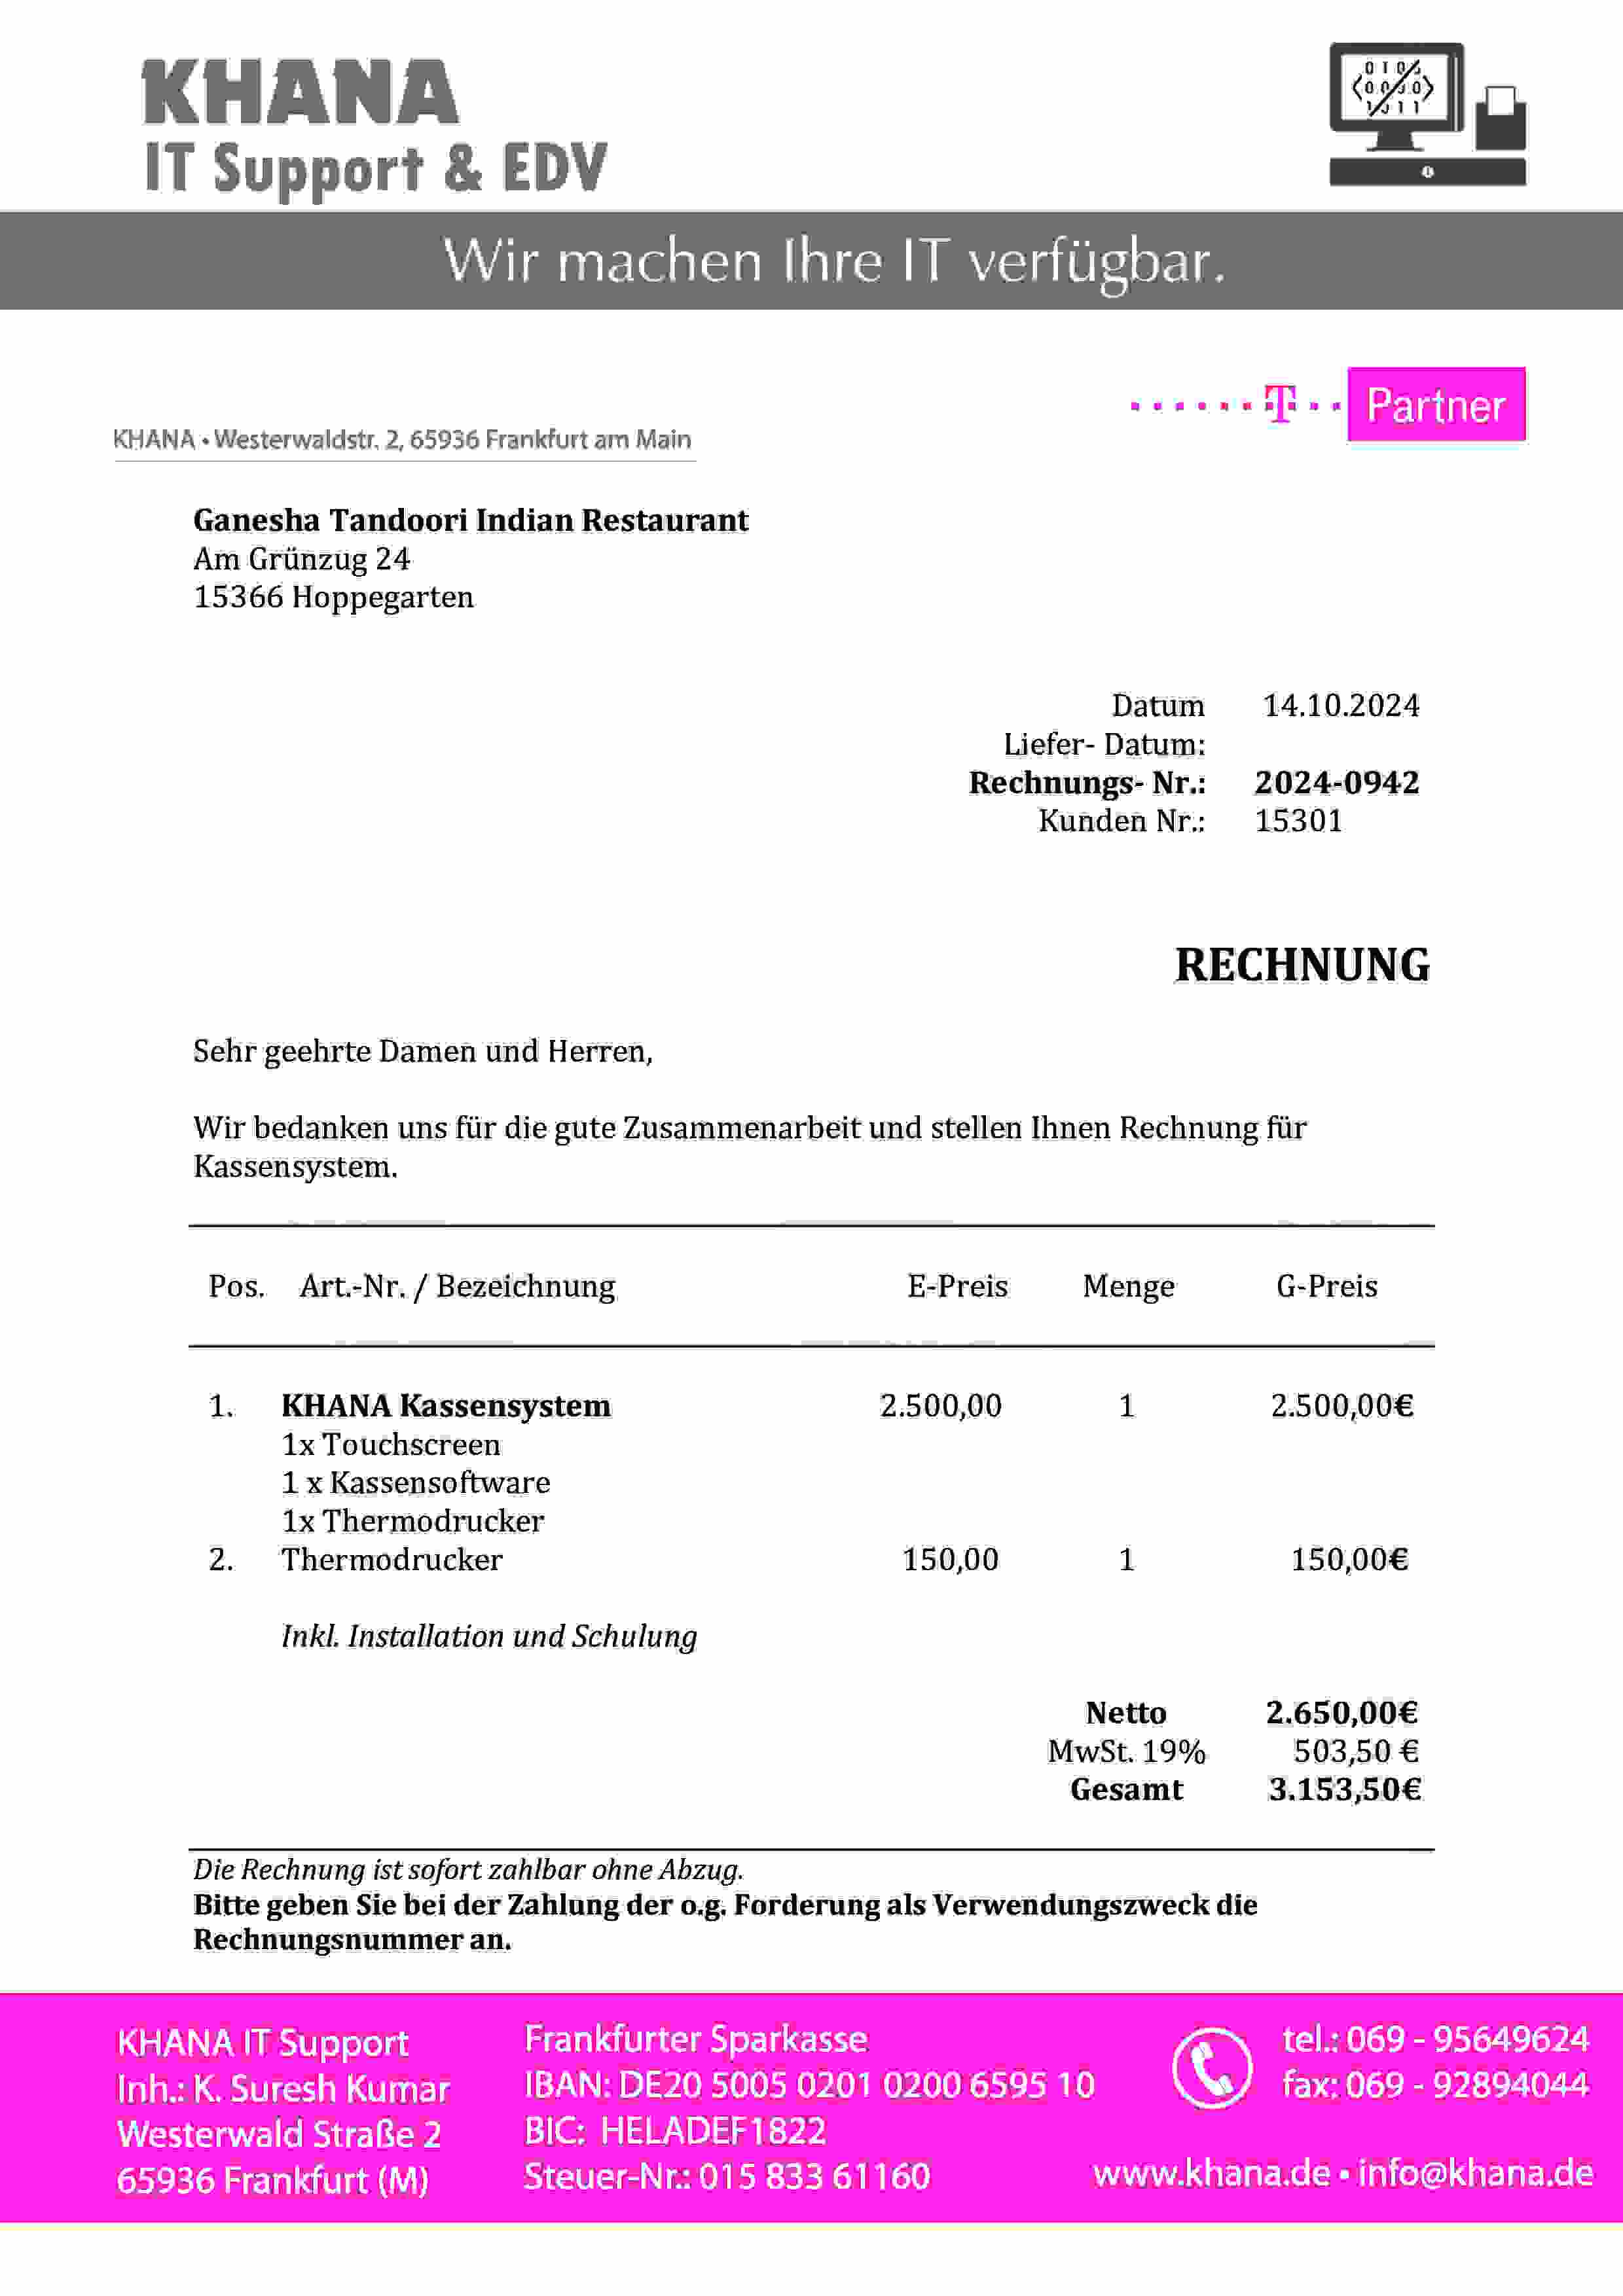 KHANA
IT Support & EDV
Wir machen Ihre IT verfügbar.
T Partner
KHANA • Westerwaldstr. 2, 65936 Frankfurt am Main
Ganesha Tandoori Indian Restaurant
Am Grünzug 24
15366 Hoppegarten
Datum 14.10.2024
Liefer- Datum:
Rechnungs- Nr.: 2024-0942
Kunden Nr.: 15301
RECHNUNG
Sehr geehrte Damen und Herren,
Wir bedanken uns für die gute Zusammenarbeit und stellen Ihnen Rechnung für
Kassensystem.
Pos. Art.-Nr. / Bezeichnung E-Preis Menge G-Preis
1. KHANA Kassensystem 2.500,00 1 2.500,00€
1x Touchscreen
1 x Kassensoftware
1x Thermodrucker
2. Thermodrucker 150,00 1 150,00€
Inkl. Installation und Schulung
Netto 2.650,00€
MwSt. 19% 503,50 €
Gesamt 3.153,50€
Die Rechnung ist sofort zahlbar ohne Abzug.
Bitte geben Sie bei der Zahlung der o.g. Forderung als Verwendungszweck die
Rechnungsnummer an.
KHANA IT Support
Inh.: K. Suresh Kumar
Westerwald Straße 2
65936 Frankfurt (M)
Frankfurter Sparkasse
IBAN: DE20 5005 0201 0200 6595 10
BIC: HELADEF1822
Steuer-Nr.: 015 833 61160
tel.: 069 - 95649624
fax: 069 - 92894044
www.khana.de • info@khana.de